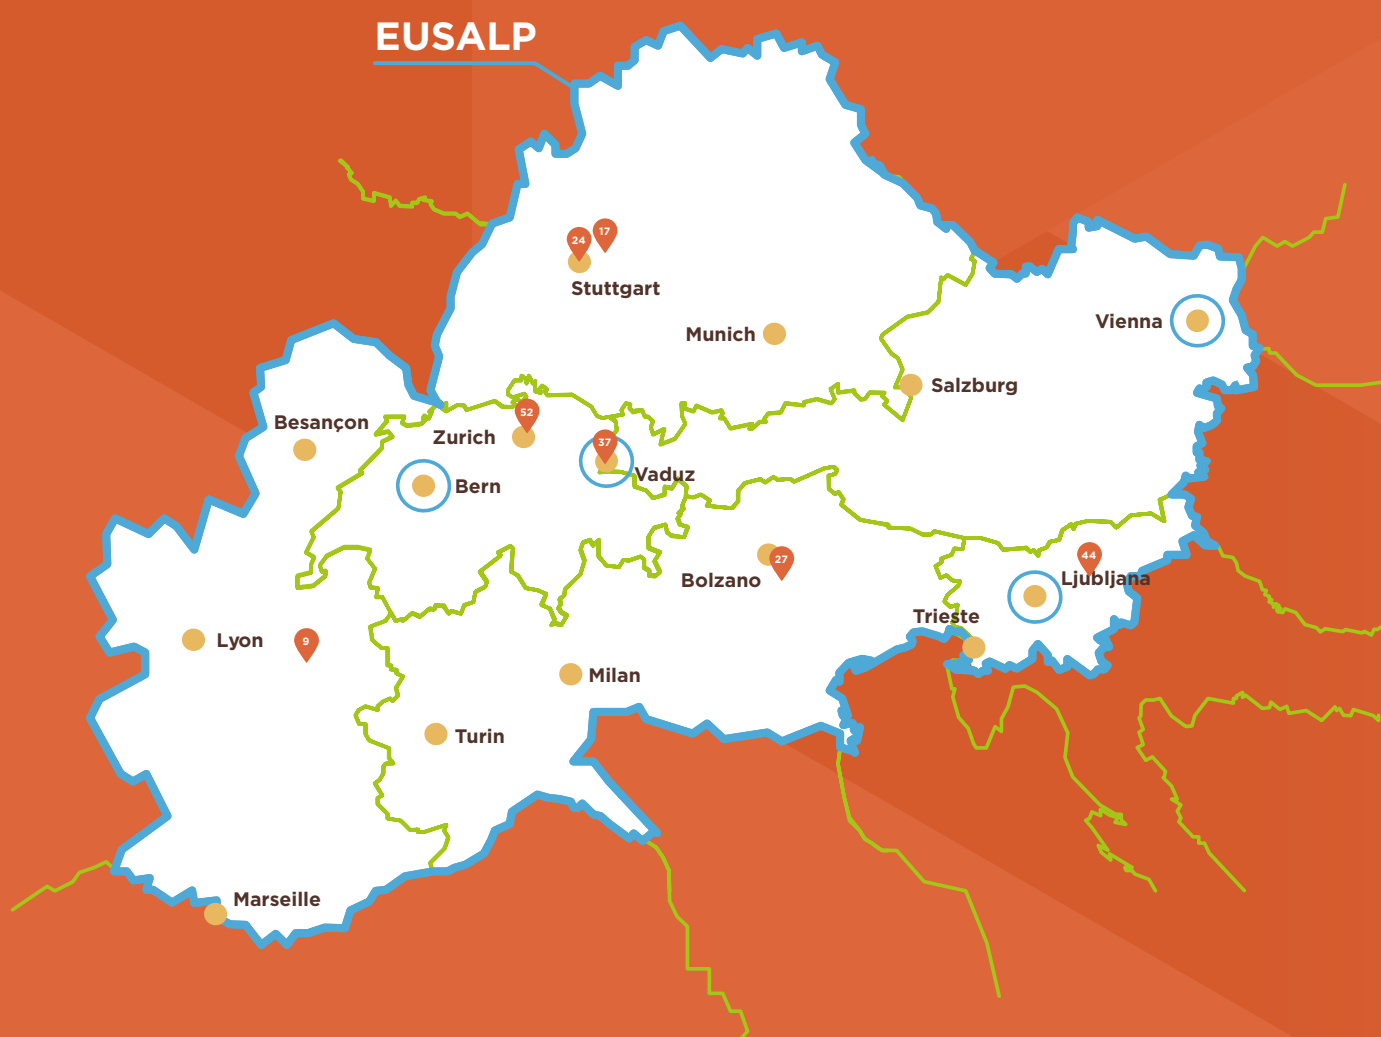 EUSALP
17
24
Stuttgart
Munich
Vienna
Salzburg
52
Besançon
Zurich
37
Vaduz
Bern
44
27
Bolzano
Ljubljana
Trieste
Lyon
9
Milan
Turin
Marseille